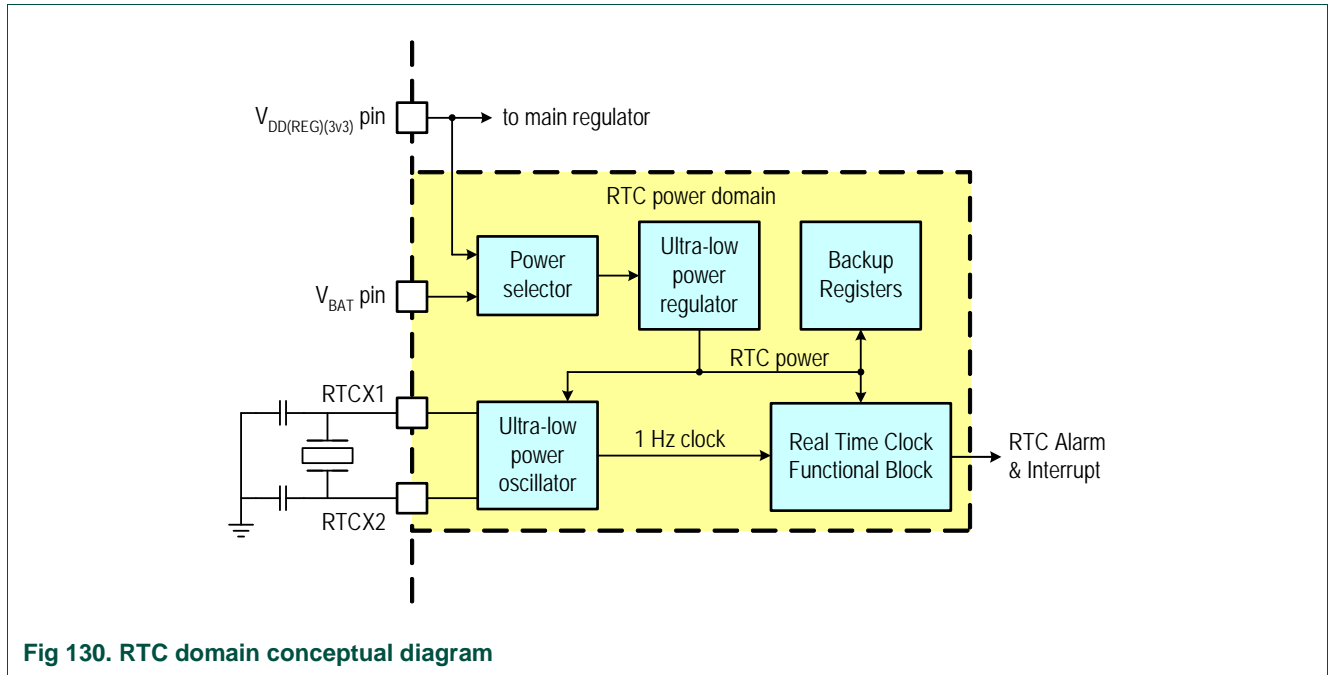 V_DD(REG)(3v3) pin
to main regulator
RTC power domain
Power
selector
Ultra-low
power
regulator
Backup
Registers
V_BAT pin
RTC power
RTCX1
Ultra-low
power
oscillator
1 Hz clock
Real Time Clock
Functional Block
RTC Alarm
& Interrupt
RTCX2
Fig 130. RTC domain conceptual diagram